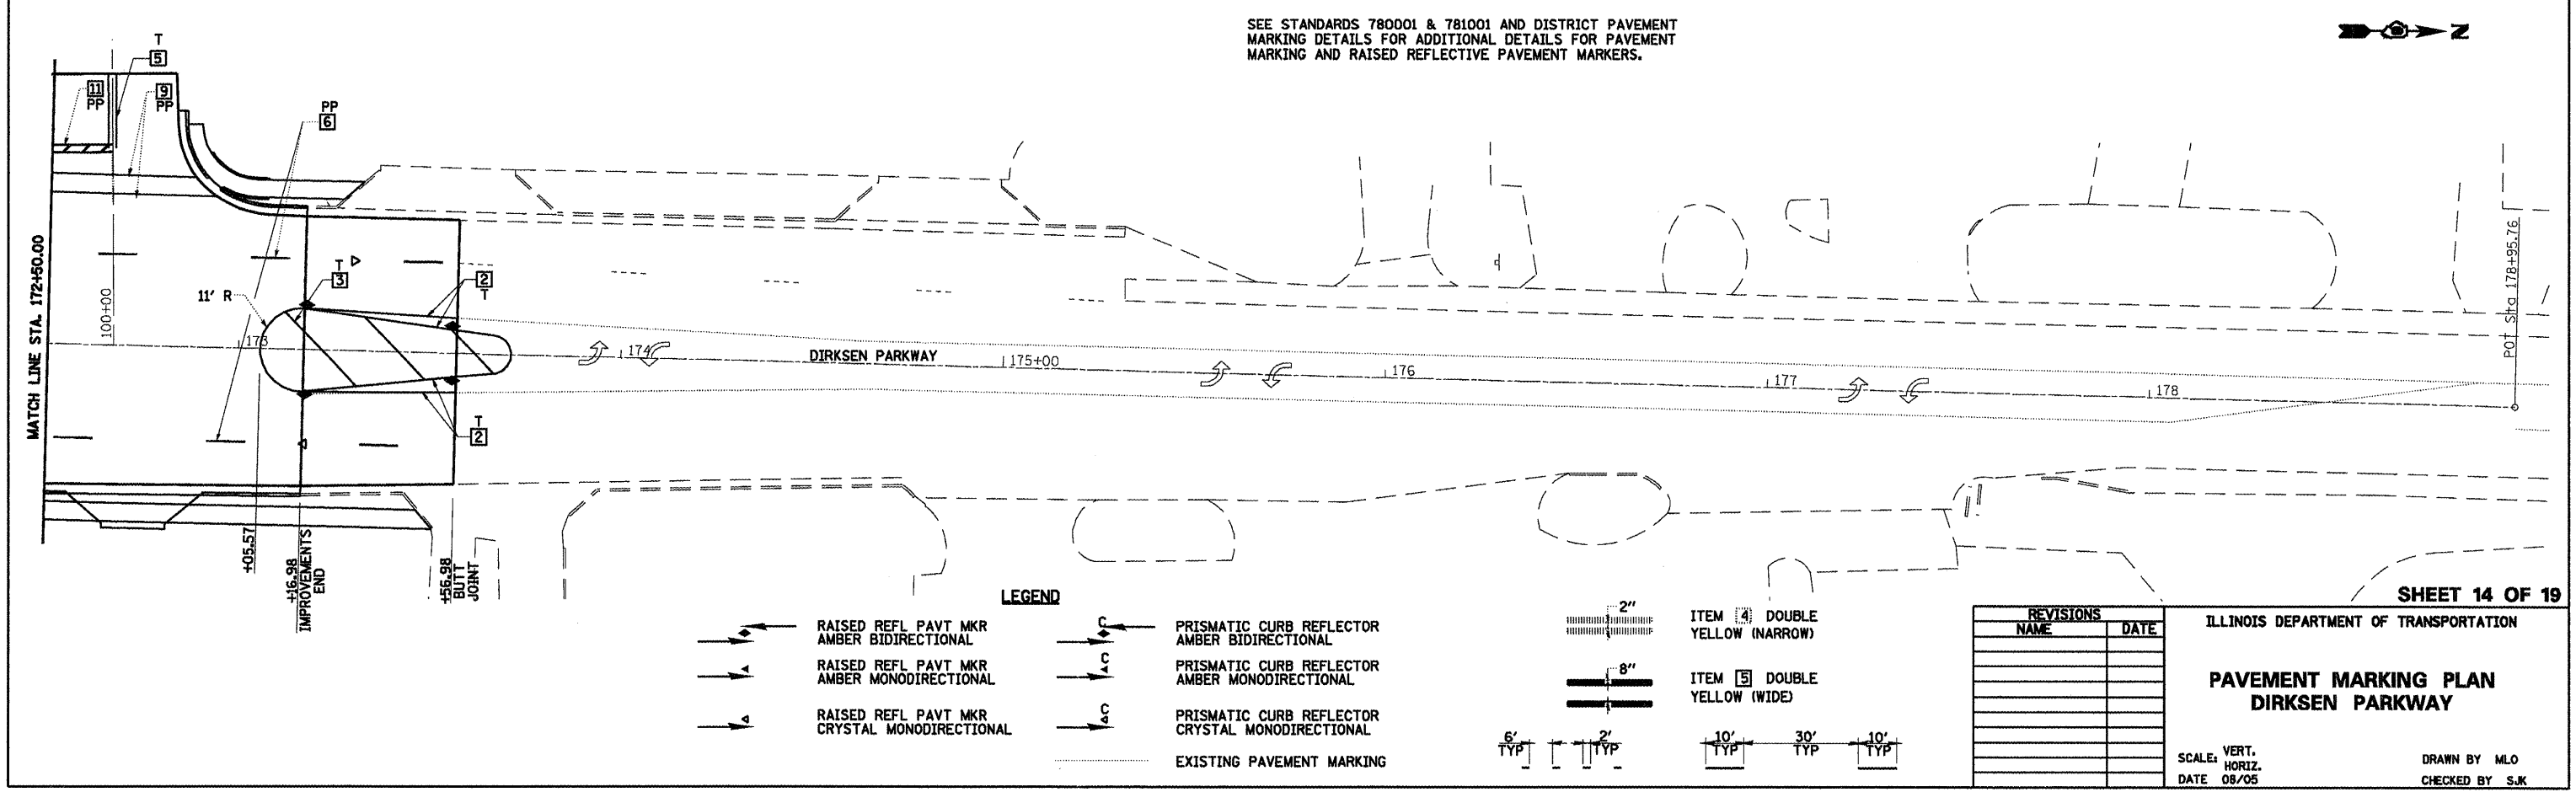 SEE STANDARDS 780001 & 781001 AND DISTRICT PAVEMENT
MARKING DETAILS FOR ADDITIONAL DETAILS FOR PAVEMENT
MARKING AND RAISED REFLECTIVE PAVEMENT MARKERS.
N
T
5
11
PP
9
PP
PP
6
MATCH LINE STA. 172+50.00
100+00
11' R
T
3
2
T
173
174
DIRKSEN PARKWAY
175+00
176
177
178
POT Sta 178+95.76
T
2
+05.57
+16.98
IMPROVEMENTS
END
+56.98
BUTT
JOINT
LEGEND
RAISED REFL PAVT MKR
AMBER BIDIRECTIONAL
RAISED REFL PAVT MKR
AMBER MONODIRECTIONAL
RAISED REFL PAVT MKR
CRYSTAL MONODIRECTIONAL
C
PRISMATIC CURB REFLECTOR
AMBER BIDIRECTIONAL
C
PRISMATIC CURB REFLECTOR
AMBER MONODIRECTIONAL
C
PRISMATIC CURB REFLECTOR
CRYSTAL MONODIRECTIONAL
EXISTING PAVEMENT MARKING
2"
ITEM 4 DOUBLE
YELLOW (NARROW)
8"
ITEM 5 DOUBLE
YELLOW (WIDE)
6'
TYP
2'
TYP
10'
TYP
30'
TYP
10'
TYP
SHEET 14 OF 19
REVISIONS
NAME DATE
ILLINOIS DEPARTMENT OF TRANSPORTATION
PAVEMENT MARKING PLAN
DIRKSEN PARKWAY
SCALE: VERT.
HORIZ.
DATE 08/05
DRAWN BY MLO
CHECKED BY SJK